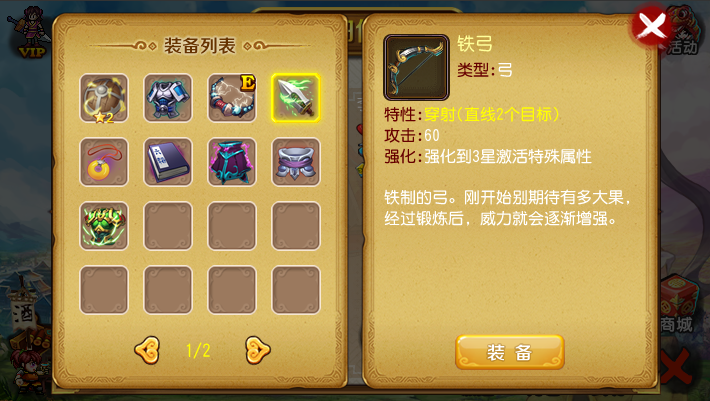 VIP
装备列表
E
★2
1/2
铁弓
类型:弓
特性:穿射(直线2个目标)
攻击:60
强化:强化到3星激活特殊属性
铁制的弓。刚开始别期待有多大果，
经过锻炼后，威力就会逐渐增强。
装 备
活动
酒
商城